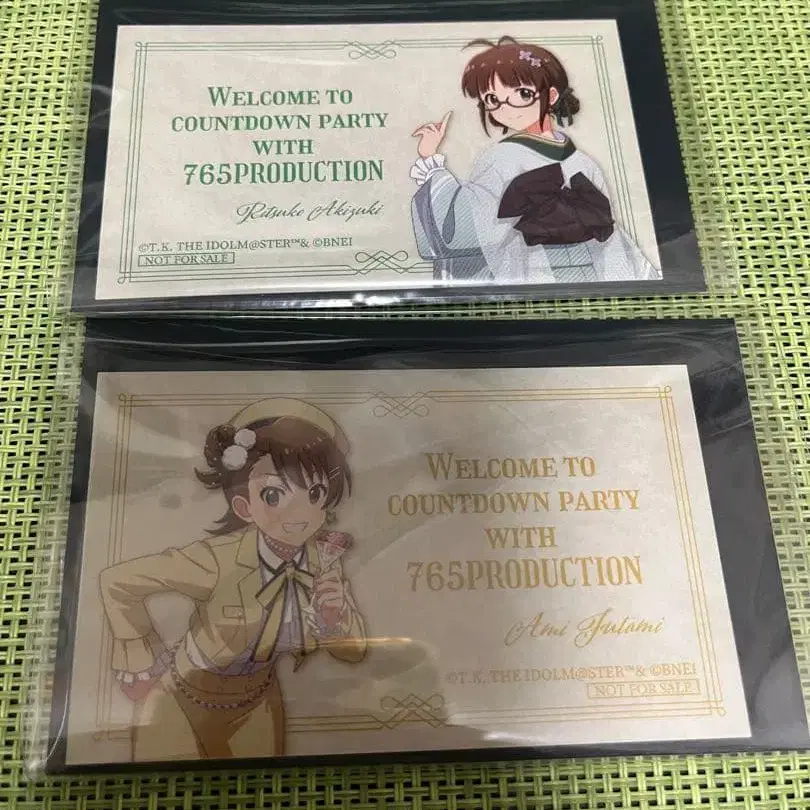 WELCOME TO
COUNTDOWN PARTY
WITH
765PRODUCTION
Ritsuko Akizuki
©T.K. THE IDOLM@STER™& ©BNEI
NOT FOR SALE
WELCOME TO
COUNTDOWN PARTY
WITH
765PRODUCTION
Ami Futami
©T.K. THE IDOLM@STER™& ©BNEI
NOT FOR SALE